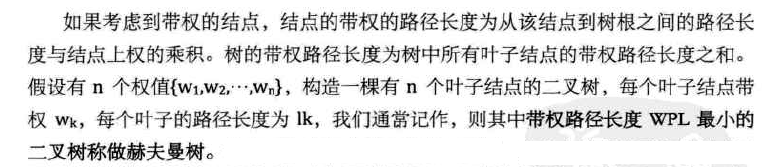 如果考虑到带权的结点，结点的带权的路径长度为从该结点到树根之间的路径长
度与结点上权的乘积。树的带权路径长度为树中所有叶子结点的带权路径长度之和。
假设有 n 个权值{w₁,w₂,…,wₙ}，构造一棵有 n 个叶子结点的二叉树，每个叶子结点带
权 wₖ，每个叶子的路径长度为 lk，我们通常记作，则其中带权路径长度 WPL 最小的
二叉树称做赫夫曼树。